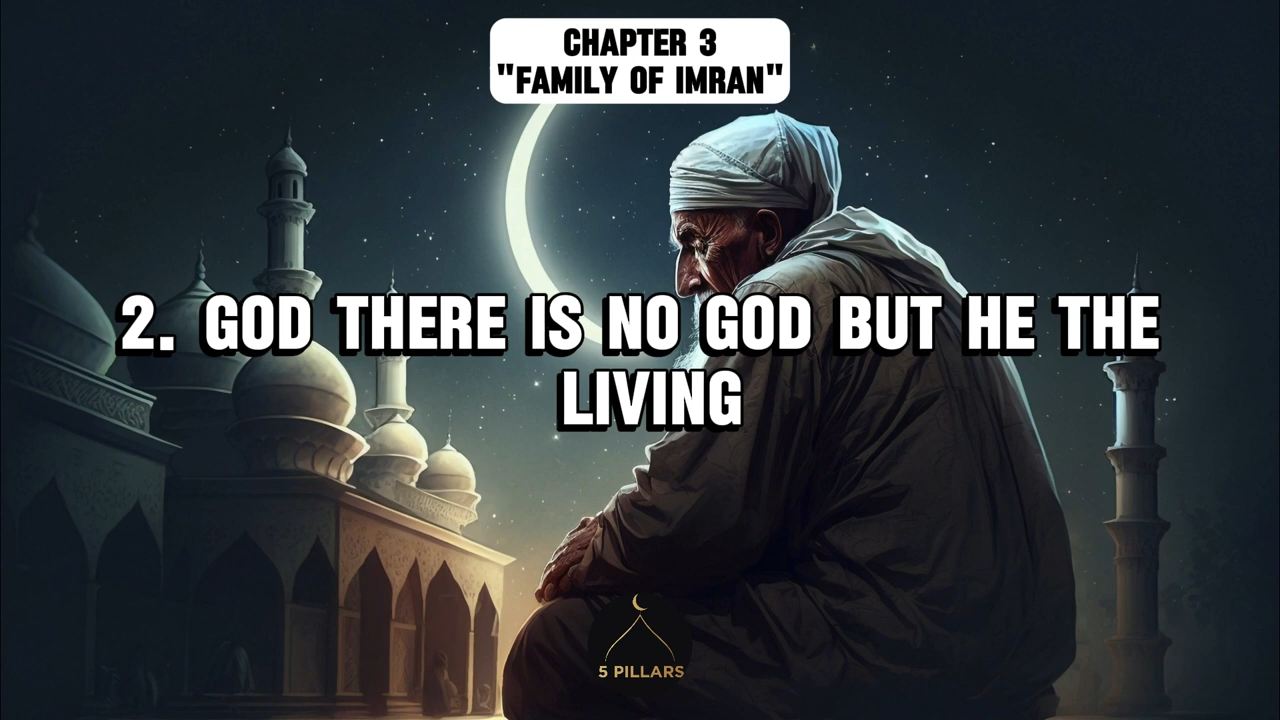 CHAPTER 3
"FAMILY OF IMRAN"
2. GOD THERE IS NO GOD BUT HE THE
LIVING
5 PILLARS